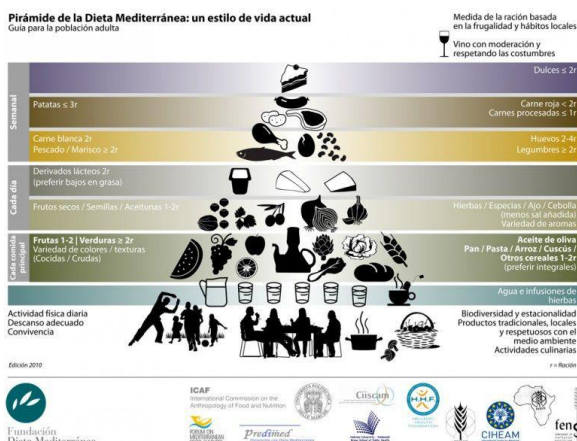 Pirámide de la Dieta Mediterránea: un estilo de vida actual
Guía para la población adulta
Medida de la ración basada
en la frugalidad y hábitos locales
Vino con moderación y
respetando las costumbres
Semanal
Dulces ≤ 2r
Patatas ≤ 3r
Carne roja < 2r
Carnes procesadas ≤ 1r
Carne blanca 2r
Pescado / Marisco ≥ 2r
Huevos 2-4r
Legumbres ≥ 2r
Cada día
Derivados lácteos 2r
(preferir bajos en grasa)
Frutos secos / Semillas / Aceitunas 1-2r
Hierbas / Especias / Ajo / Cebolla
(menos sal añadida)
Variedad de aromas
Cada comida
principal
Frutas 1-2 | Verduras ≥ 2r
Variedad de colores / texturas
(Cocidas / Crudas)
Aceite de oliva
Pan / Pasta / Arroz / Cuscús /
Otros cereales 1-2r
(preferir integrales)
Agua e infusiones de
hierbas
Actividad física diaria
Descanso adecuado
Convivencia
Biodiversidad y estacionalidad
Productos tradicionales, locales
y respetuosos con el
medio ambiente
Actividades culinarias
Edición 2010
r = Ración
Fundación
Dieta Mediterránea
ICAF
International Commission on the
Anthropology of Food and Nutrition
FORUM ON
MEDITERRANEAN
Predimed
Ciiscam
H.H.F.
CIHEAM